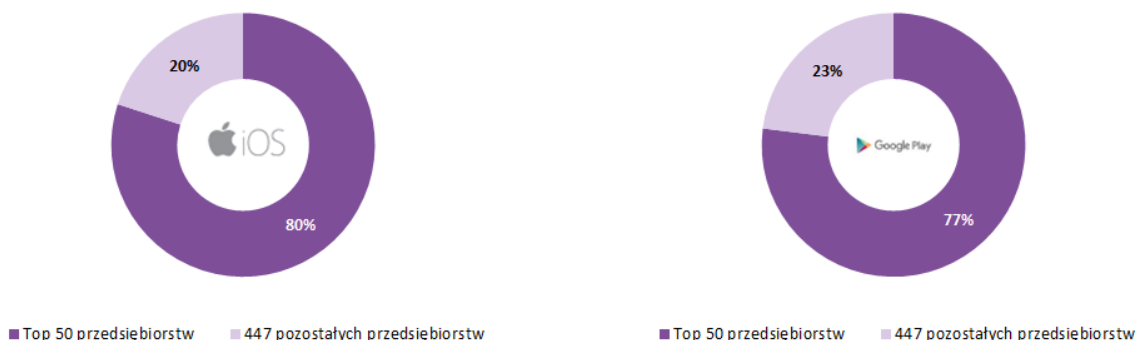 20%
iOS
80%
Top 50 przedsiębiorstw
447 pozostałych przedsiębiorstw
23%
Google Play
77%
Top 50 przedsiębiorstw
447 pozostałych przedsiębiorstw